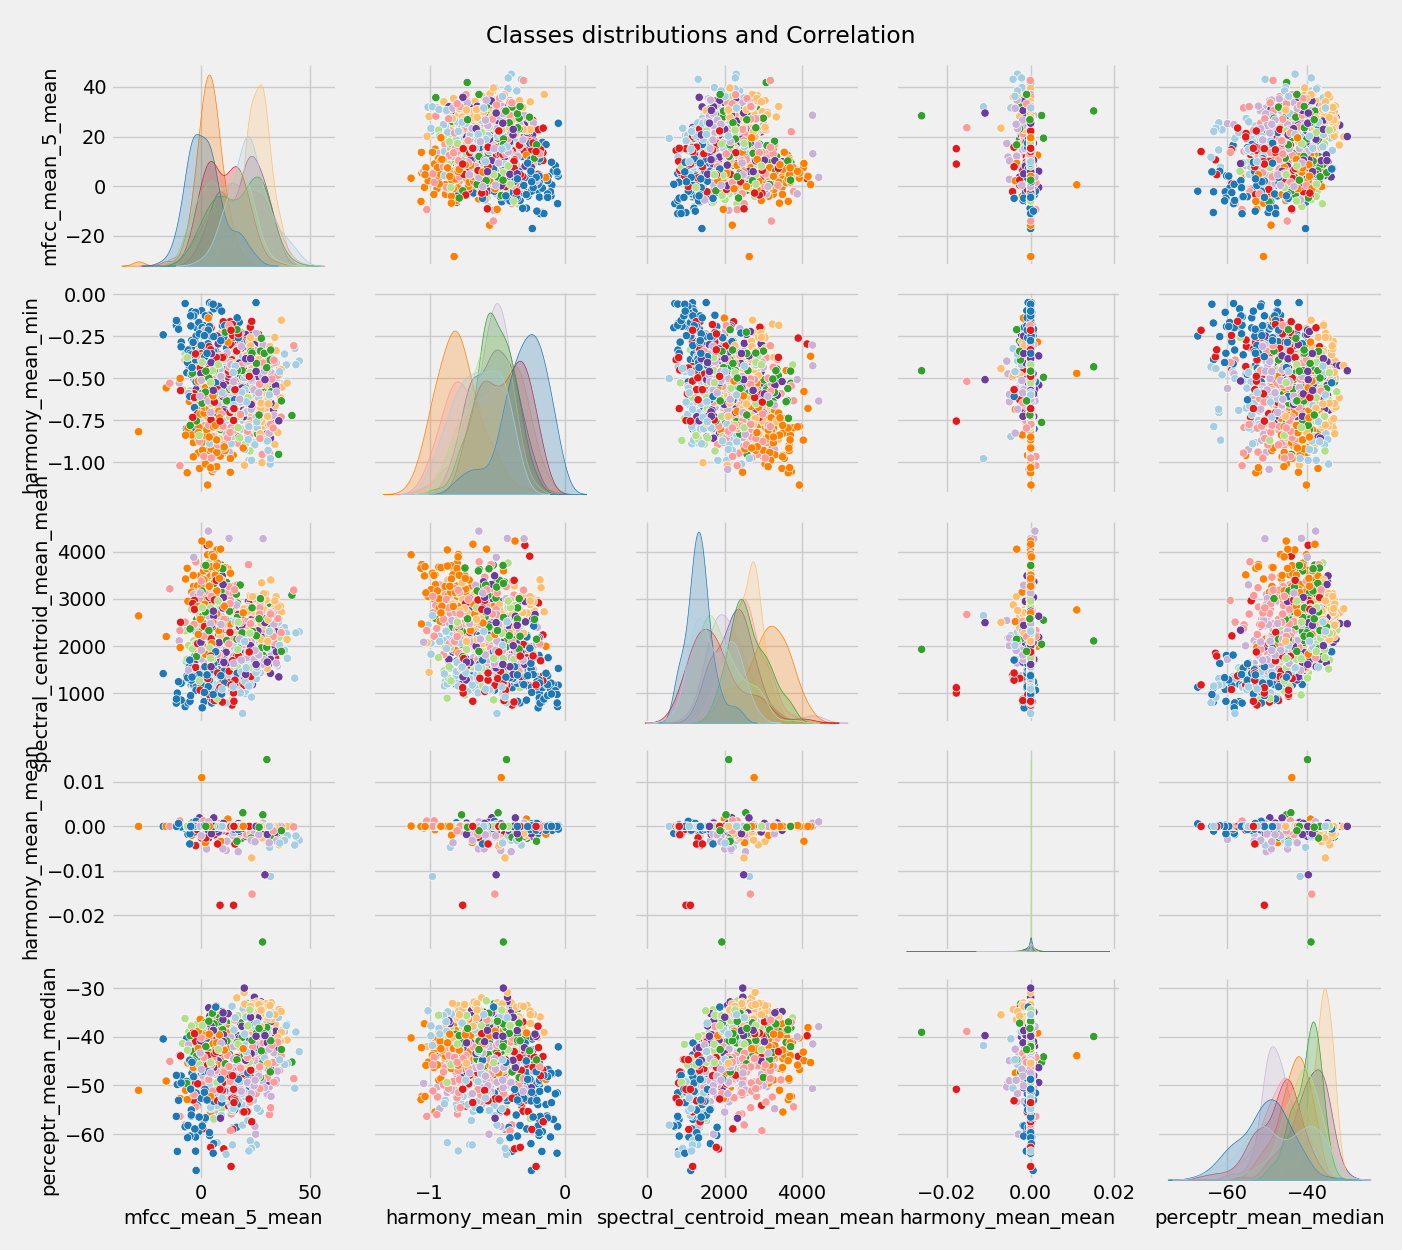 Classes distributions and Correlation
mfcc_mean_5_mean
40
20
0
−20
harmony_mean_min
0.00
−0.25
−0.50
−0.75
−1.00
spectral_centroid_mean_mean
4000
3000
2000
1000
harmony_mean_mean
0.01
0.00
−0.01
−0.02
perceptr_mean_median
−30
−40
−50
−60
0 50 −1 0 0 2000 4000 −0.02 0.00 0.02 −60 −40
mfcc_mean_5_mean harmony_mean_min spectral_centroid_mean_mean harmony_mean_mean perceptr_mean_median